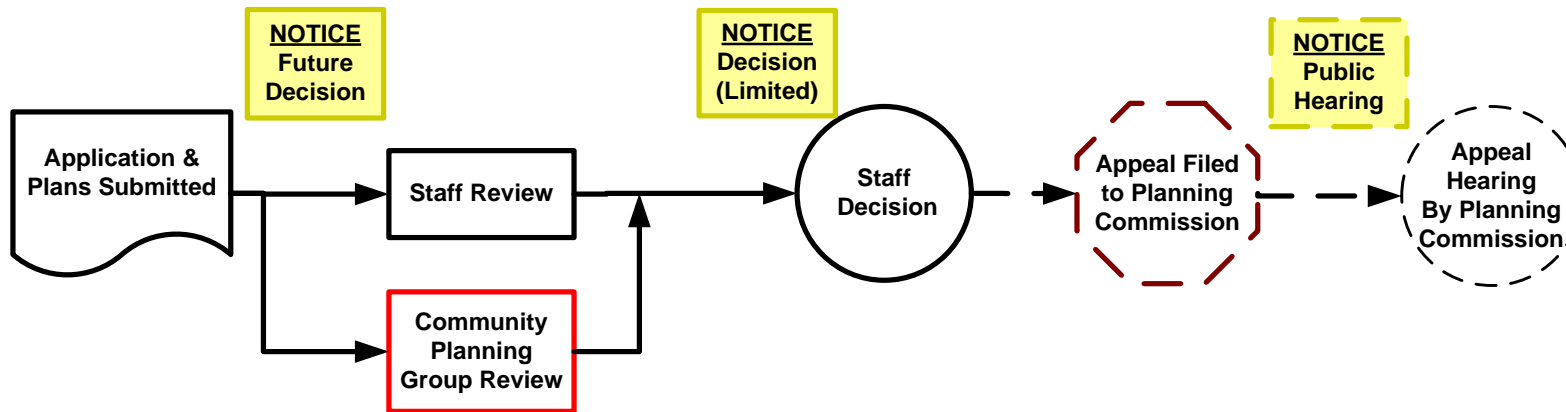 NOTICE
Future
Decision
NOTICE
Decision
(Limited)
NOTICE
Public
Hearing
Application &
Plans Submitted
Staff Review
Community
Planning
Group Review
Staff
Decision
Appeal Filed
to Planning
Commission
Appeal
Hearing
By Planning
Commission.